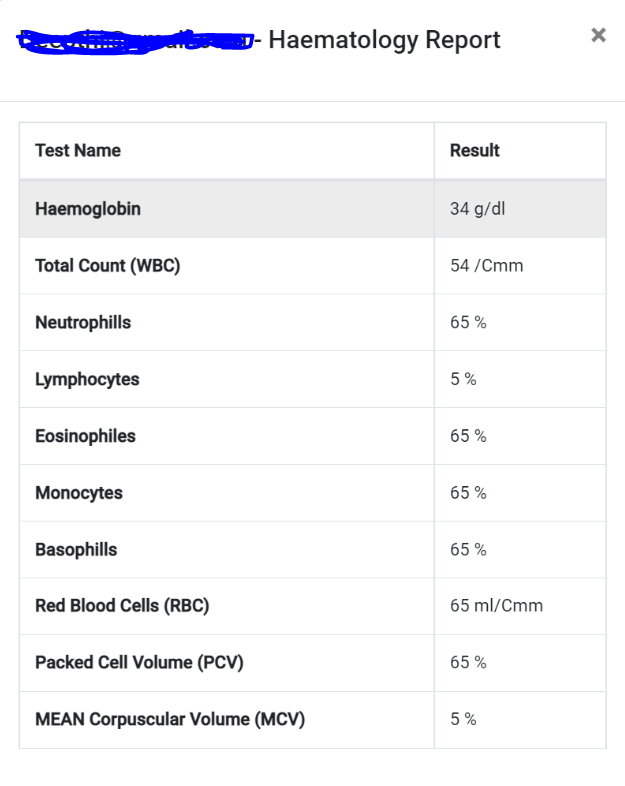 - Haematology Report
×
Test Name Result
Haemoglobin 34 g/dl
Total Count (WBC) 54 /Cmm
Neutrophills 65 %
Lymphocytes 5 %
Eosinophiles 65 %
Monocytes 65 %
Basophills 65 %
Red Blood Cells (RBC) 65 ml/Cmm
Packed Cell Volume (PCV) 65 %
MEAN Corpuscular Volume (MCV) 5 %